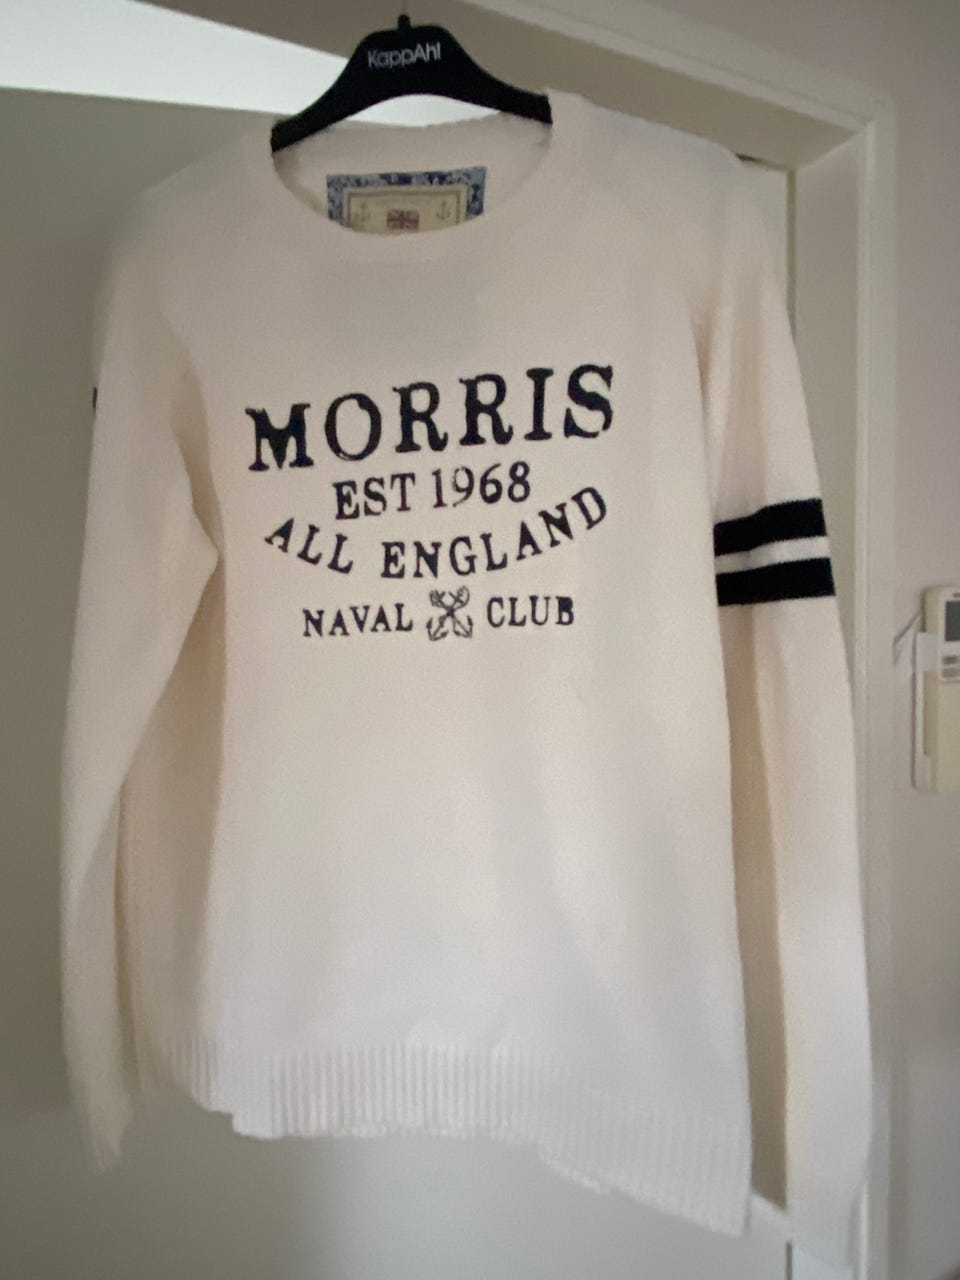 KappAhl
MORRIS
EST 1968
ALL ENGLAND
NAVAL CLUB